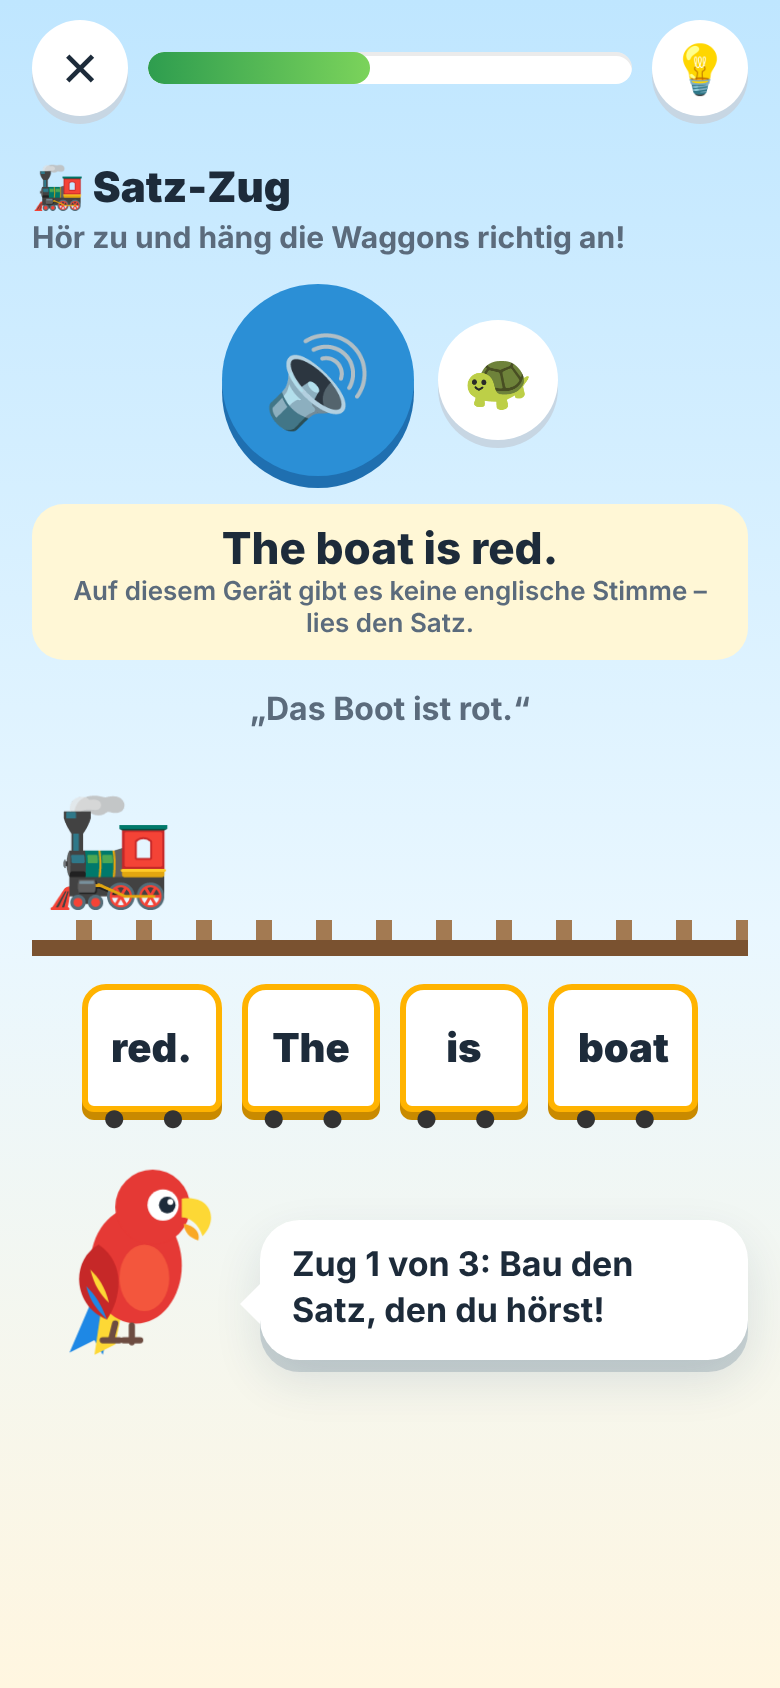 Satz-Zug
Hör zu und häng die Waggons richtig an!
The boat is red.
Auf diesem Gerät gibt es keine englische Stimme –
lies den Satz.
„Das Boot ist rot.“
red. The is boat
Zug 1 von 3: Bau den
Satz, den du hörst!